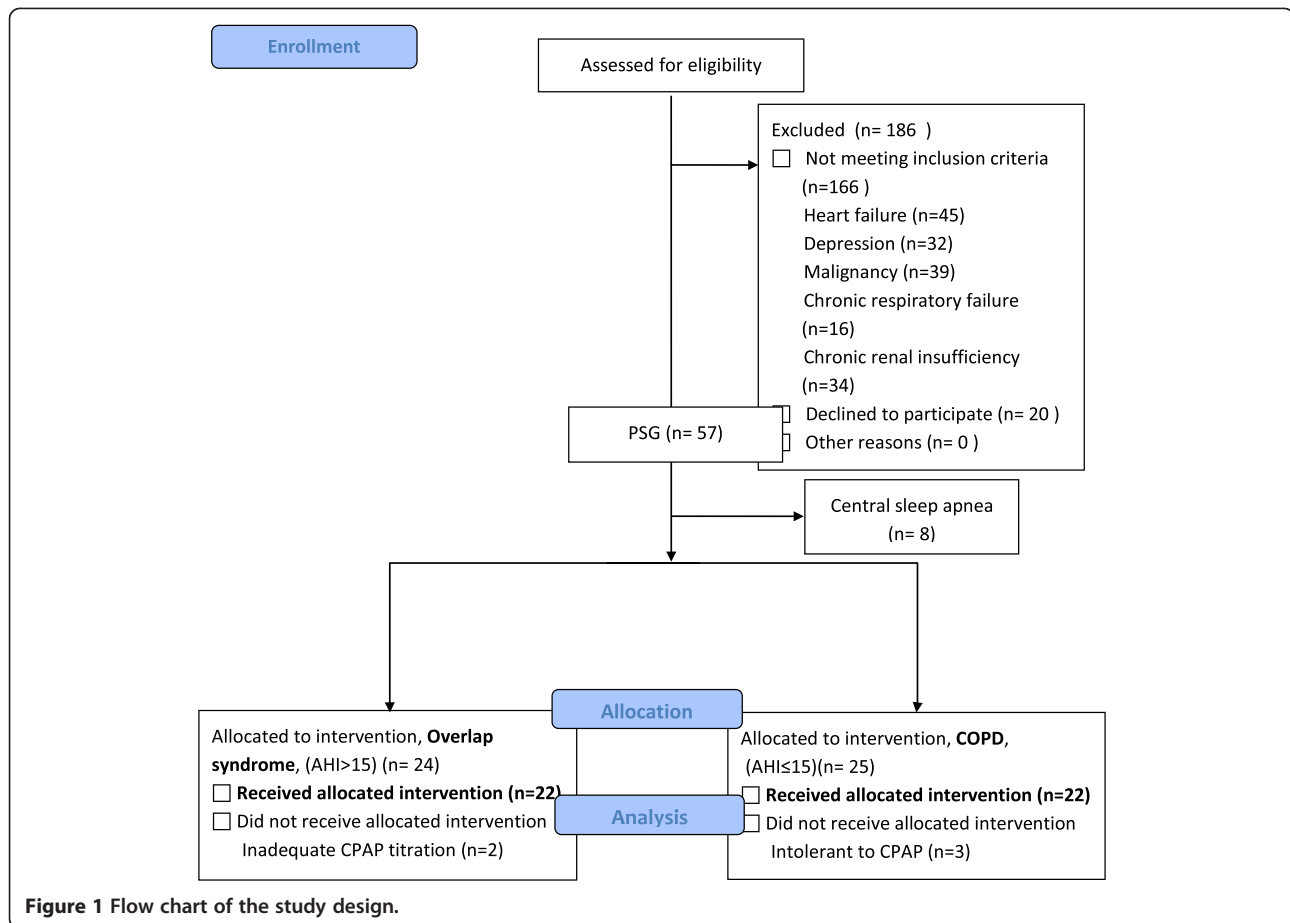 Enrollment
Assessed for eligibility
Excluded (n= 186 )
Not meeting inclusion criteria
(n=166 )
Heart failure (n=45)
Depression (n=32)
Malignancy (n=39)
Chronic respiratory failure
(n=16)
Chronic renal insufficiency
(n=34)
Declined to participate (n= 20 )
Other reasons (n= 0 )
PSG (n= 57)
Central sleep apnea
(n= 8)
Allocation
Allocated to intervention, Overlap
syndrome, (AHI>15) (n= 24)
Received allocated intervention (n=22)
Did not receive allocated intervention
Inadequate CPAP titration (n=2)
Allocated to intervention, COPD,
(AHI≤15)(n= 25)
Received allocated intervention (n=22)
Did not receive allocated intervention
Intolerant to CPAP (n=3)
Analysis
Figure 1 Flow chart of the study design.